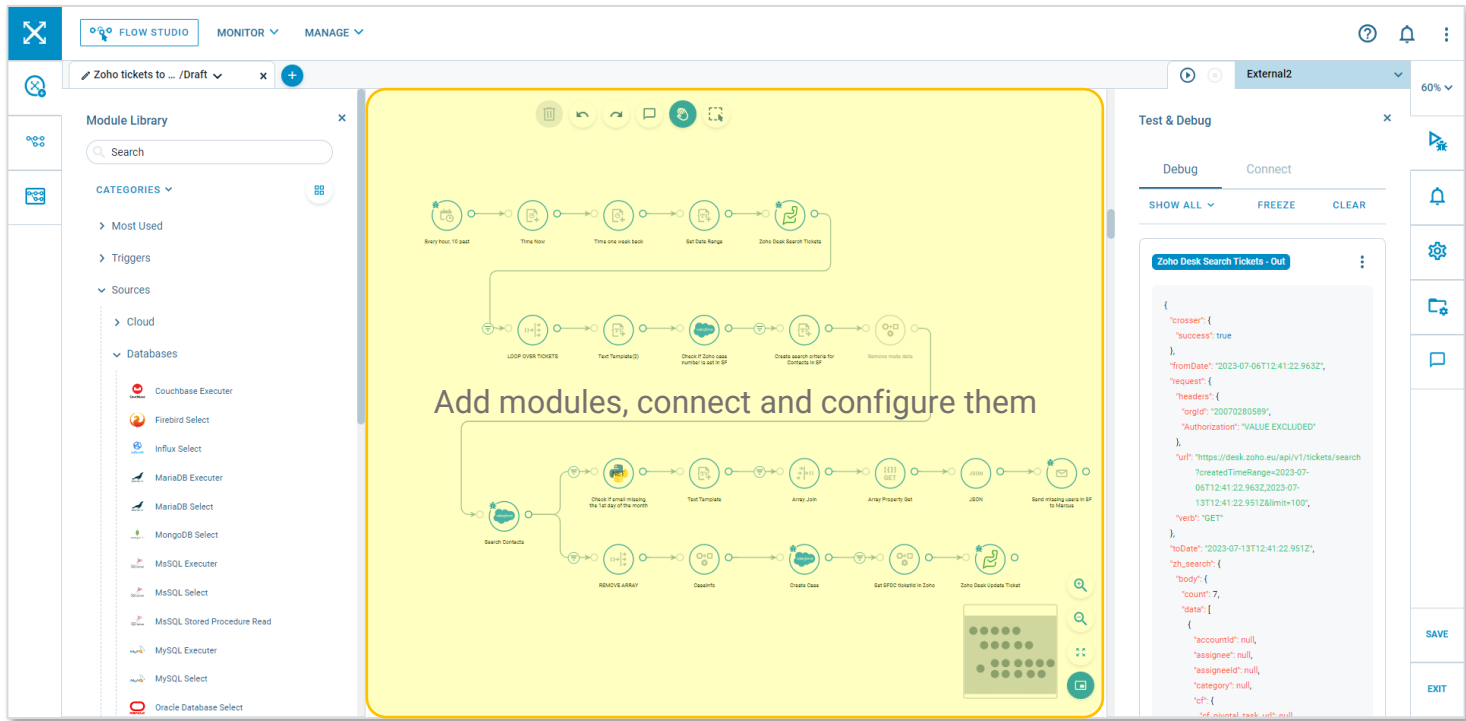 FLOW STUDIO
MONITOR
MANAGE
Zoho tickets to ... /Draft
External2
60%
Module Library
Search
CATEGORIES
Most Used
Triggers
Sources
Cloud
Databases
Couchbase Executer
Firebird Select
Influx Select
MariaDB Executer
MariaDB Select
MongoDB Select
MsSQL Executer
MsSQL Select
MsSQL Stored Procedure Read
MySQL Executer
MySQL Select
Oracle Database Select
Every hour, 10 past
Time Now
Time one week back
Set Date Range
Zoho Desk Search Tickets
LOOP OVER TICKETS
Text Template(2)
Check if Zoho case
number is set in SF
Create search criteria for
Contacts in SF
Remove meta data
Add modules, connect and configure them
Check if email missing
the 1st day of the month
Text Template
Array Join
Array Property Get
JSON
Send missing users in SF
to Marcus
Search Contacts
REMOVE ARRAY
CaseInfo
Create Case
Set SFDC ticketId in Zoho
Zoho Desk Update Ticket
Test & Debug
Debug
Connect
SHOW ALL
FREEZE
CLEAR
Zoho Desk Search Tickets - Out
{
"crosser": {
"success": true
},
"fromDate": "2023-07-06T12:41:22.963Z",
"request": {
"headers": {
"orgId": "20070280589",
"Authorization": "VALUE EXCLUDED"
},
"url": "https://desk.zoho.eu/api/v1/tickets/search
?createdTimeRange=2023-07-
06T12:41:22.963Z,2023-07-
13T12:41:22.951Z&limit=100",
"verb": "GET"
},
"toDate": "2023-07-13T12:41:22.951Z",
"zh_search": {
"body": {
"count": 7,
"data": [
{
"accountId": null,
"assignee": null,
"assigneeId": null,
"category": null,
"cf": {
"cf_pivotal_task_url": null
SAVE
EXIT